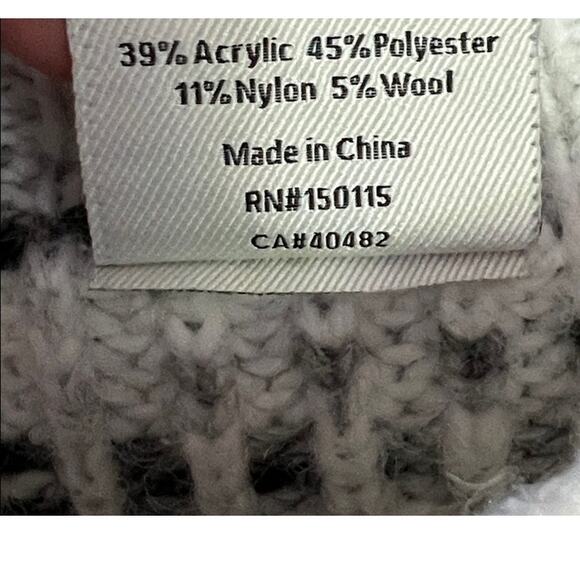 39% Acrylic 45% Polyester
11% Nylon 5% Wool
Made in China
RN#150115
CA#40482